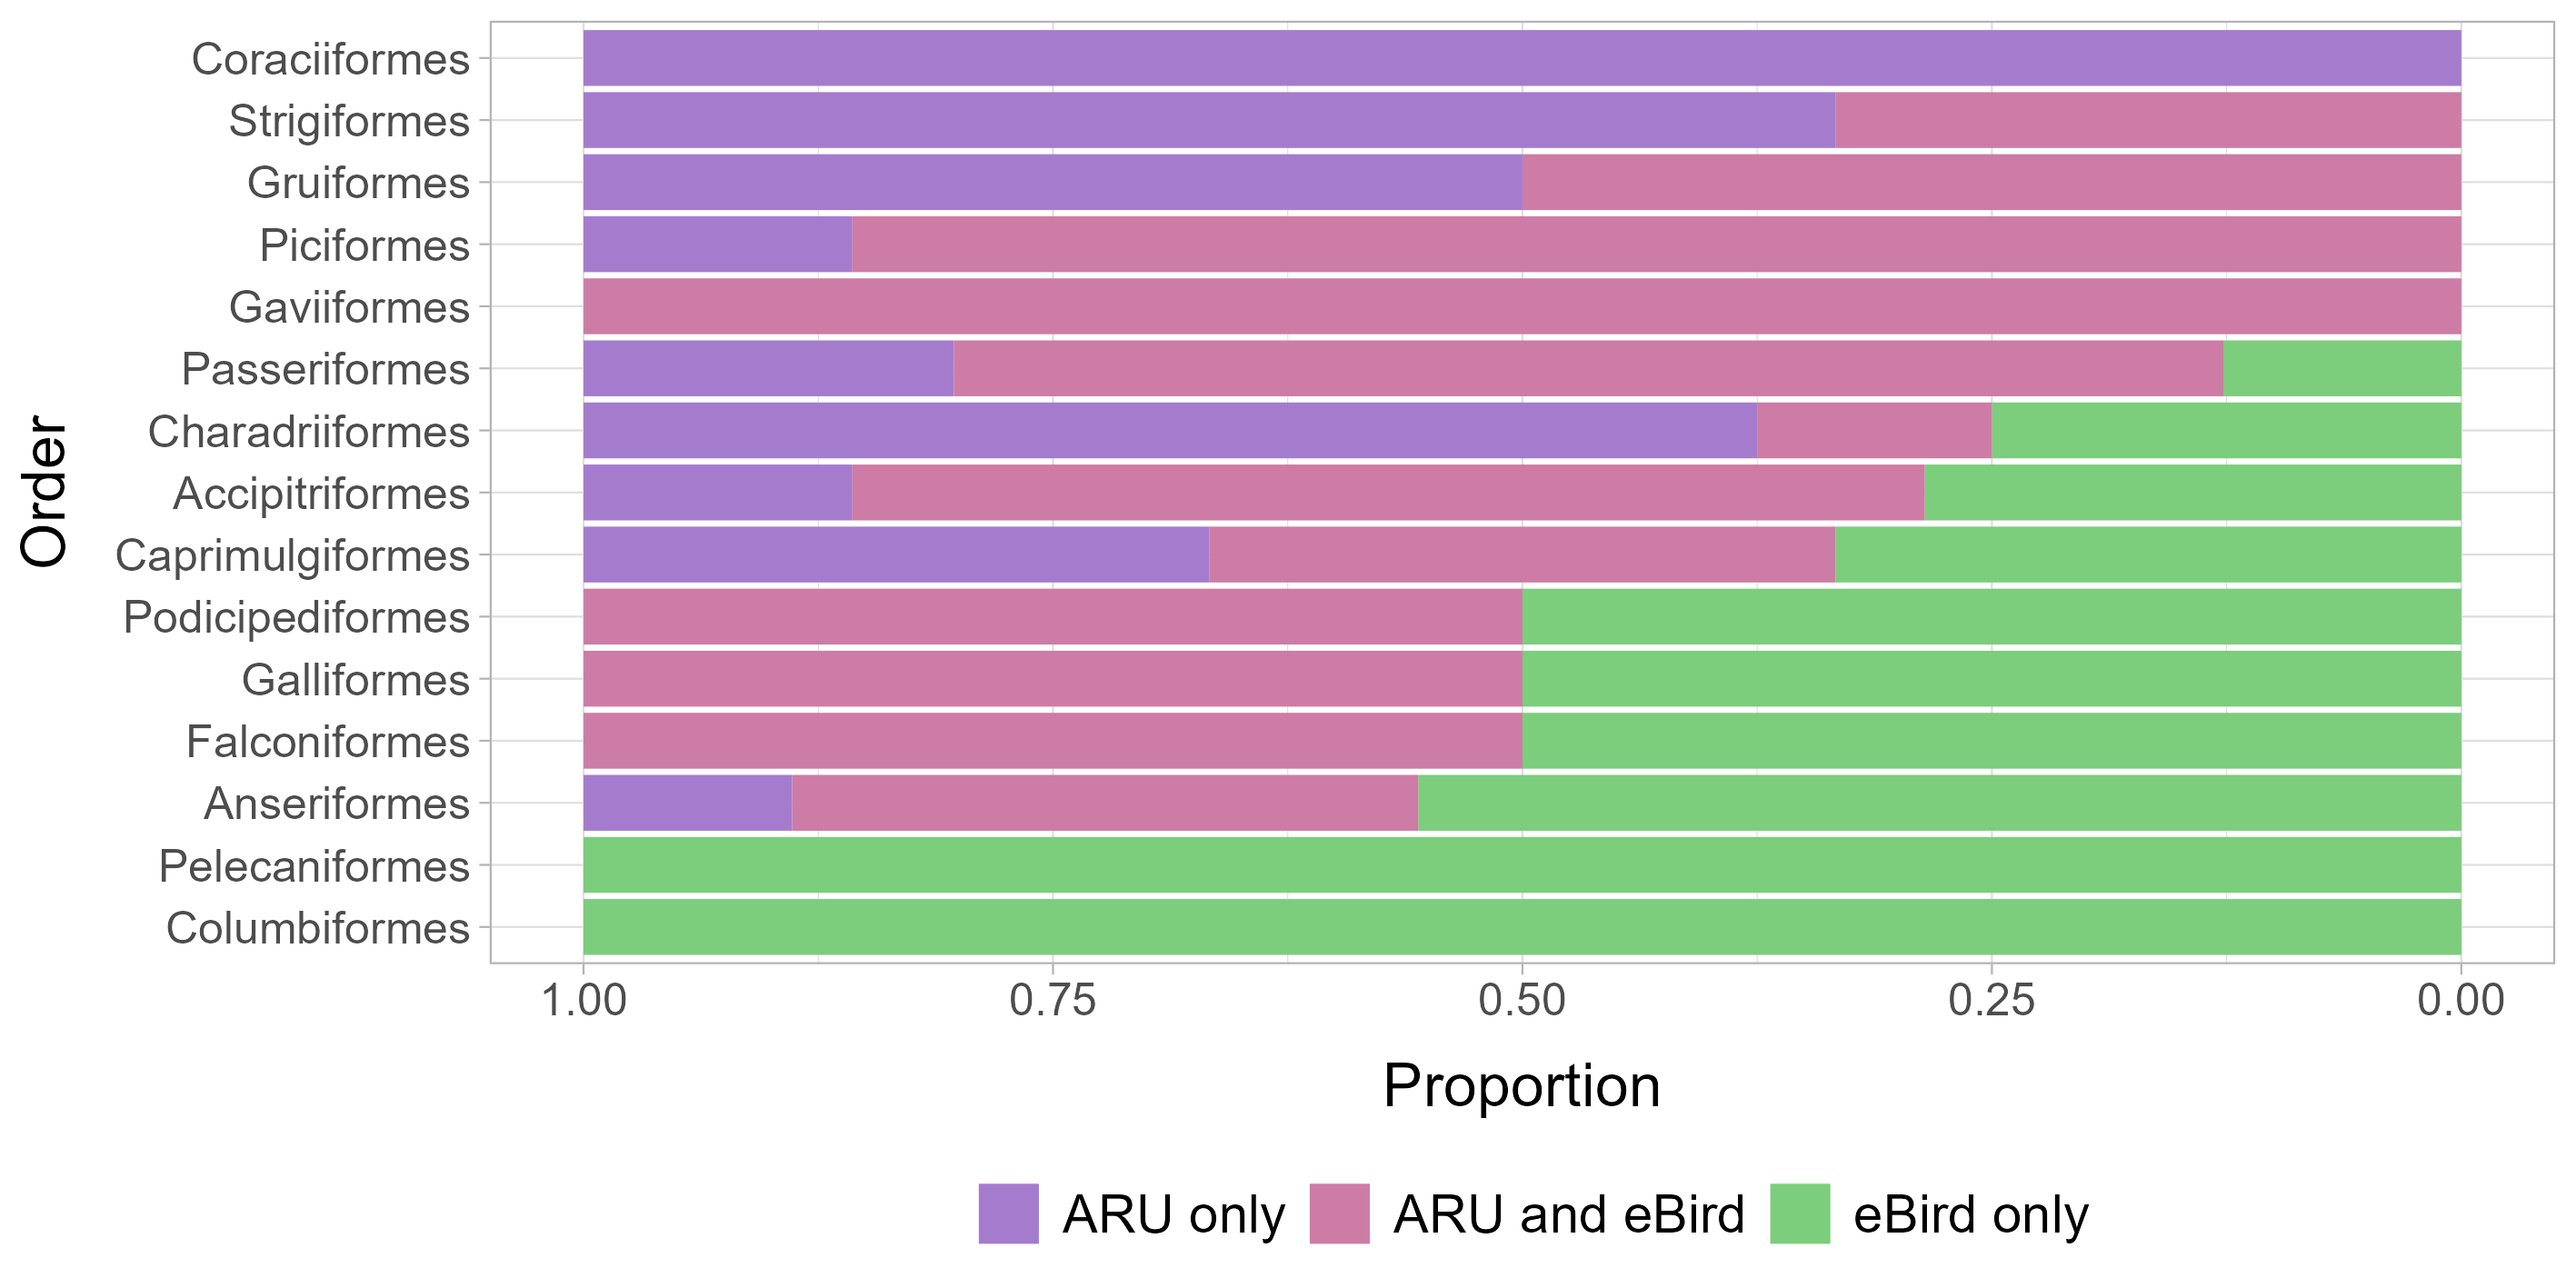 Coraciiformes
Strigiformes
Gruiformes
Piciformes
Gaviiformes
Passeriformes
Charadriiformes
Accipitriformes
Caprimulgiformes
Podicipediformes
Galliformes
Falconiformes
Anseriformes
Pelecaniformes
Columbiformes
Order
1.00 0.75 0.50 0.25 0.00
Proportion
ARU only ARU and eBird eBird only